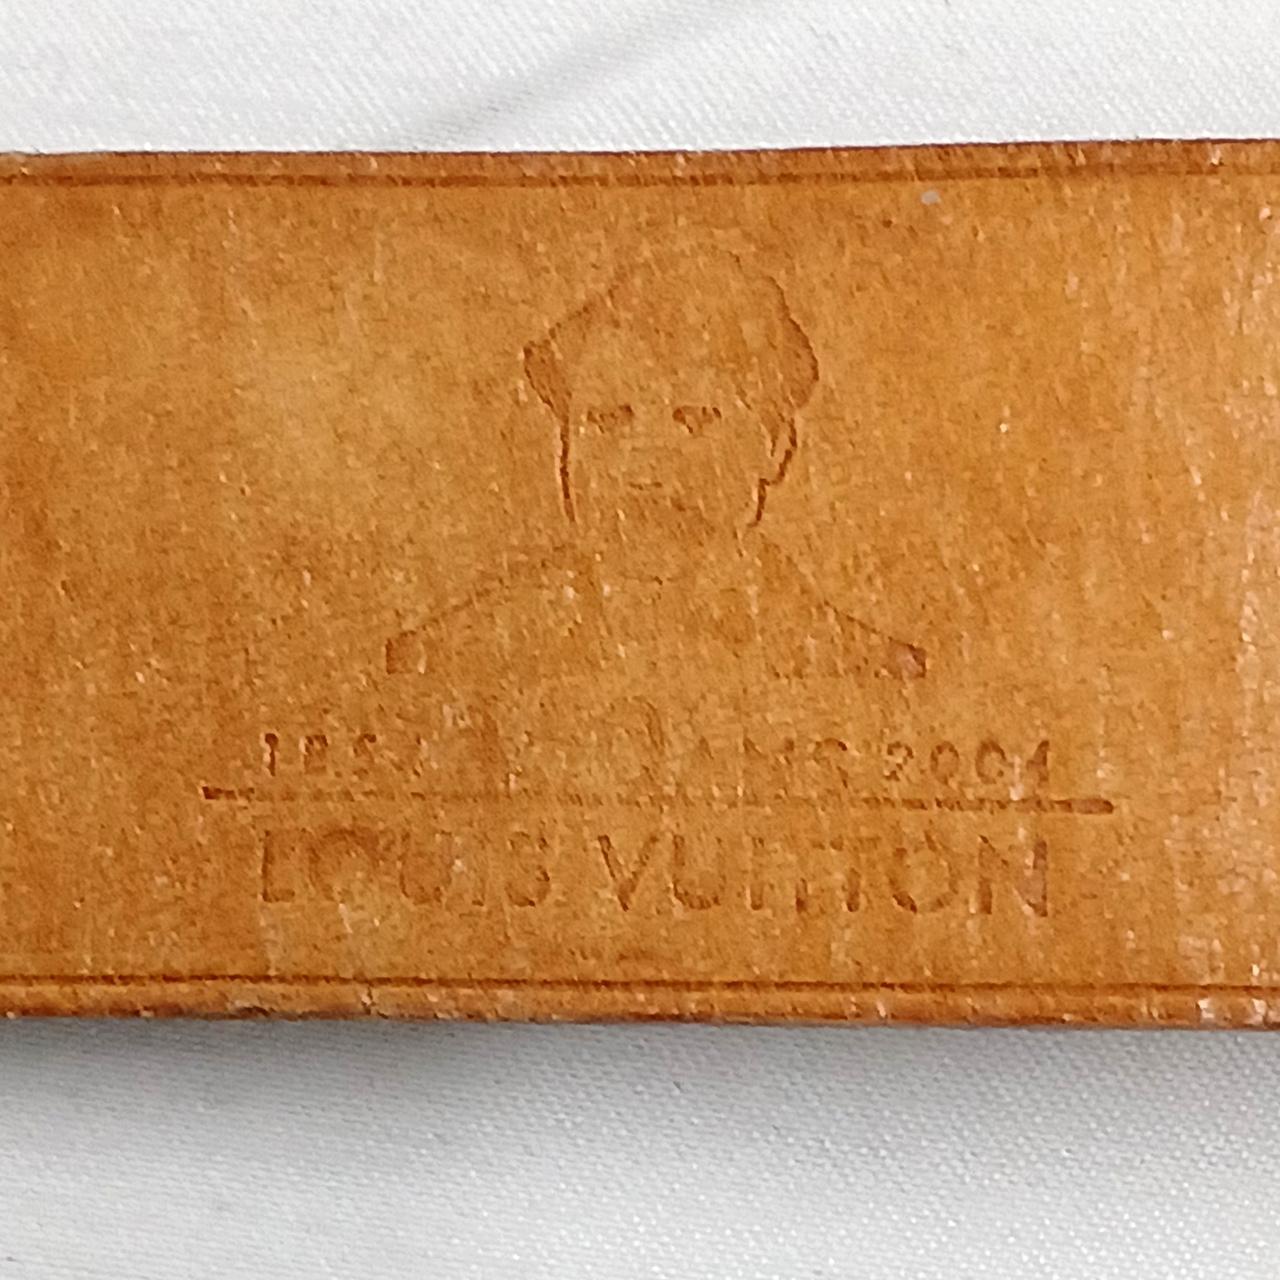 1854 ANS 2004
LOUIS VUITTON